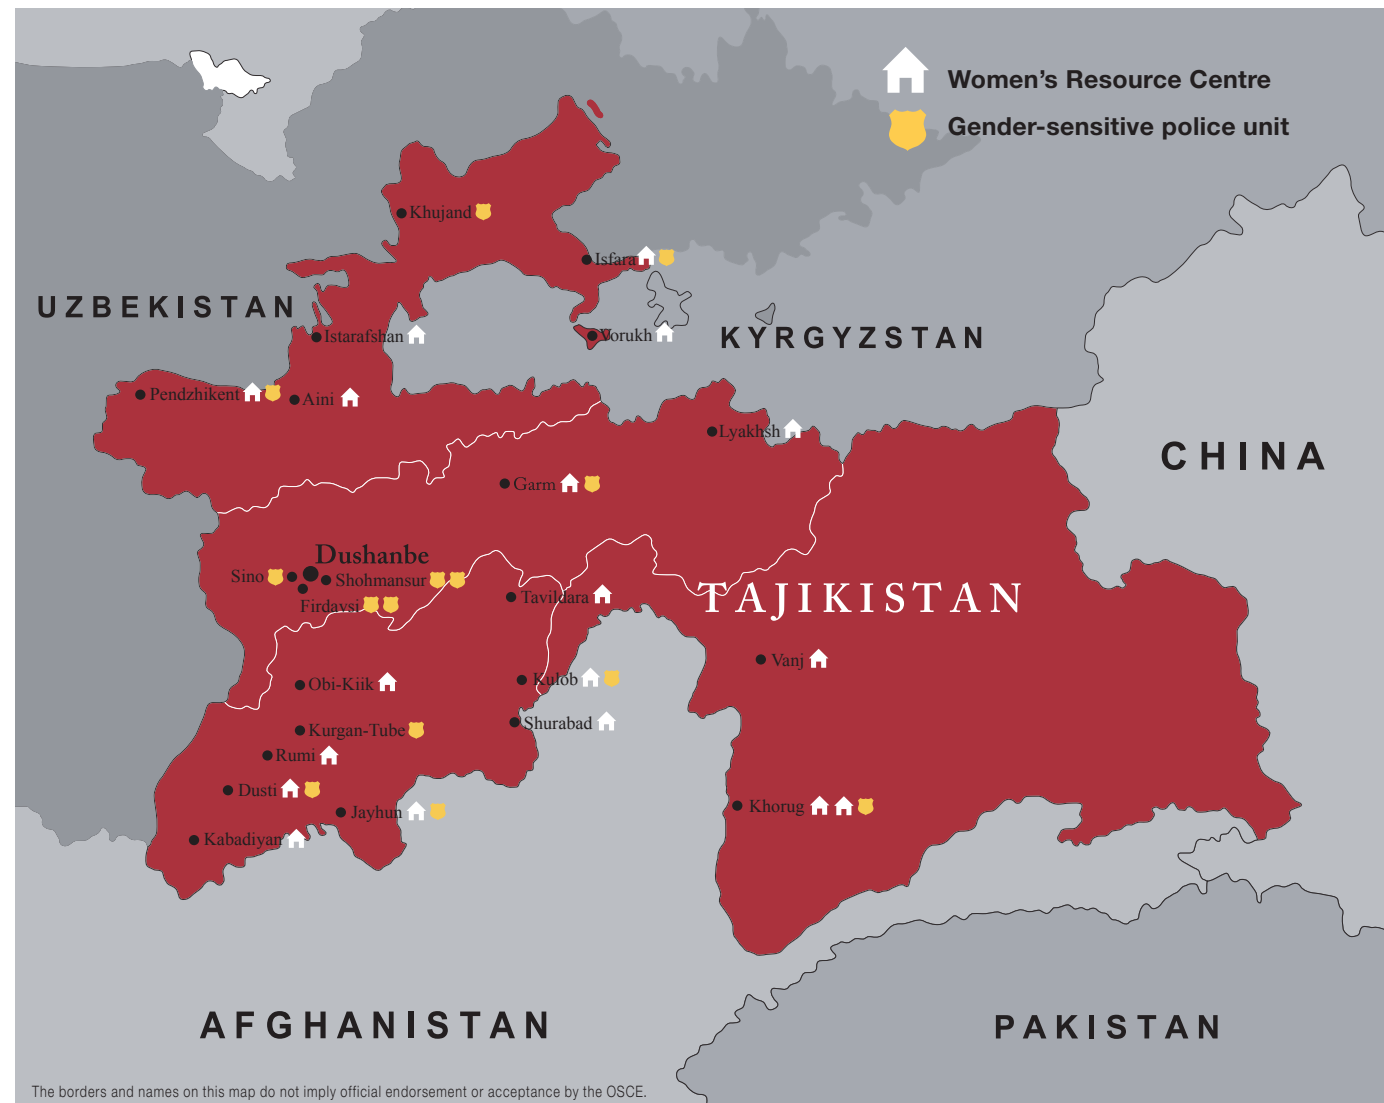 Women's Resource Centre
Gender-sensitive police unit
Khujand
Isfara
UZBEKISTAN
Istarafshan
Vorukh
KYRGYZSTAN
Pendzhikent
Aini
Lyakhsh
CHINA
Garm
Dushanbe
Sino
Shohmansur
Firdavsi
Tavildara
TAJIKISTAN
Vanj
Obi-Kiik
Kulob
Shurabad
Kurgan-Tube
Rumi
Dusti
Jayhun
Khorug
Kabadiyan
AFGHANISTAN
PAKISTAN
The borders and names on this map do not imply official endorsement or acceptance by the OSCE.